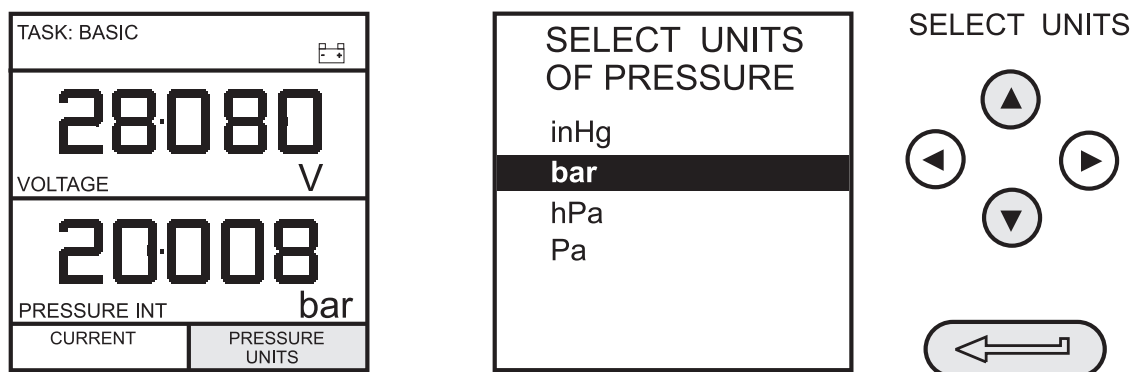 TASK: BASIC
28.080
VOLTAGE V
20.008
PRESSURE INT bar
CURRENT
PRESSURE
UNITS
SELECT UNITS
OF PRESSURE
inHg
bar
hPa
Pa
SELECT UNITS